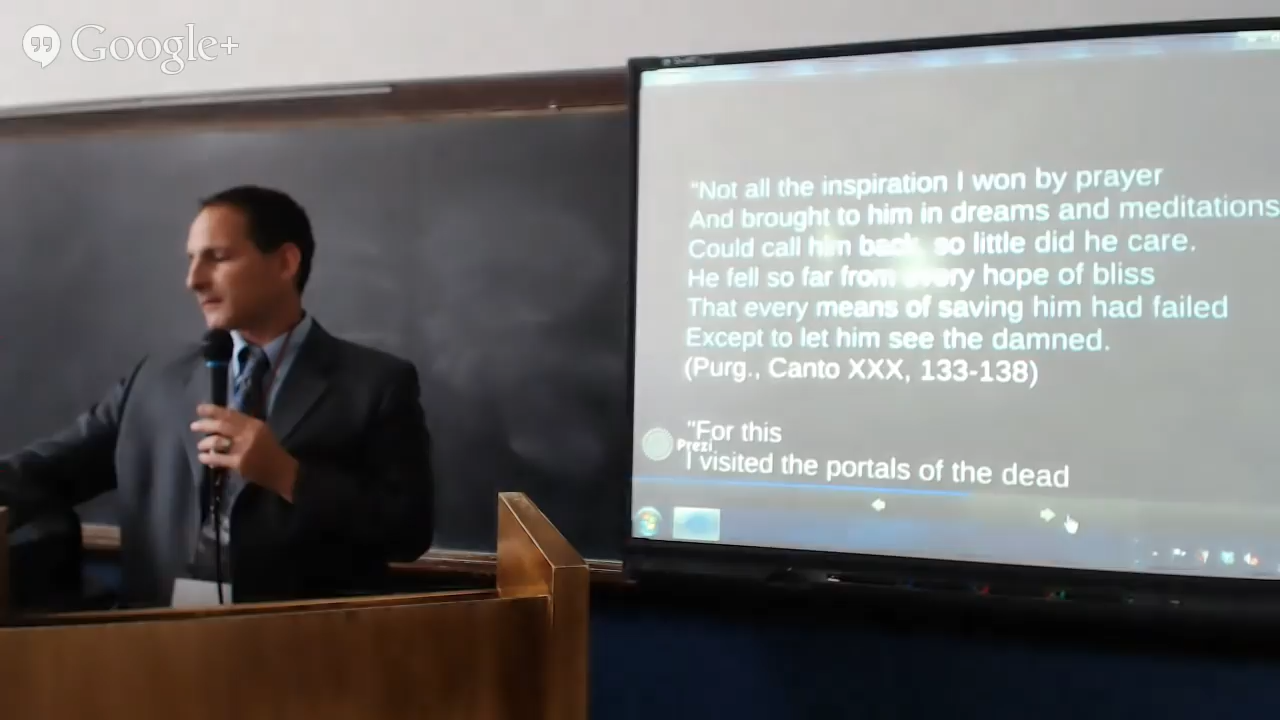 Google+
"Not all the inspiration I won by prayer
And brought to him in dreams and meditations
Could call him back, so little did he care.
He fell so far from every hope of bliss
That every means of saving him had failed
Except to let him see the damned.
(Purg., Canto XXX, 133-138)
"For this
Prezi
I visited the portals of the dead